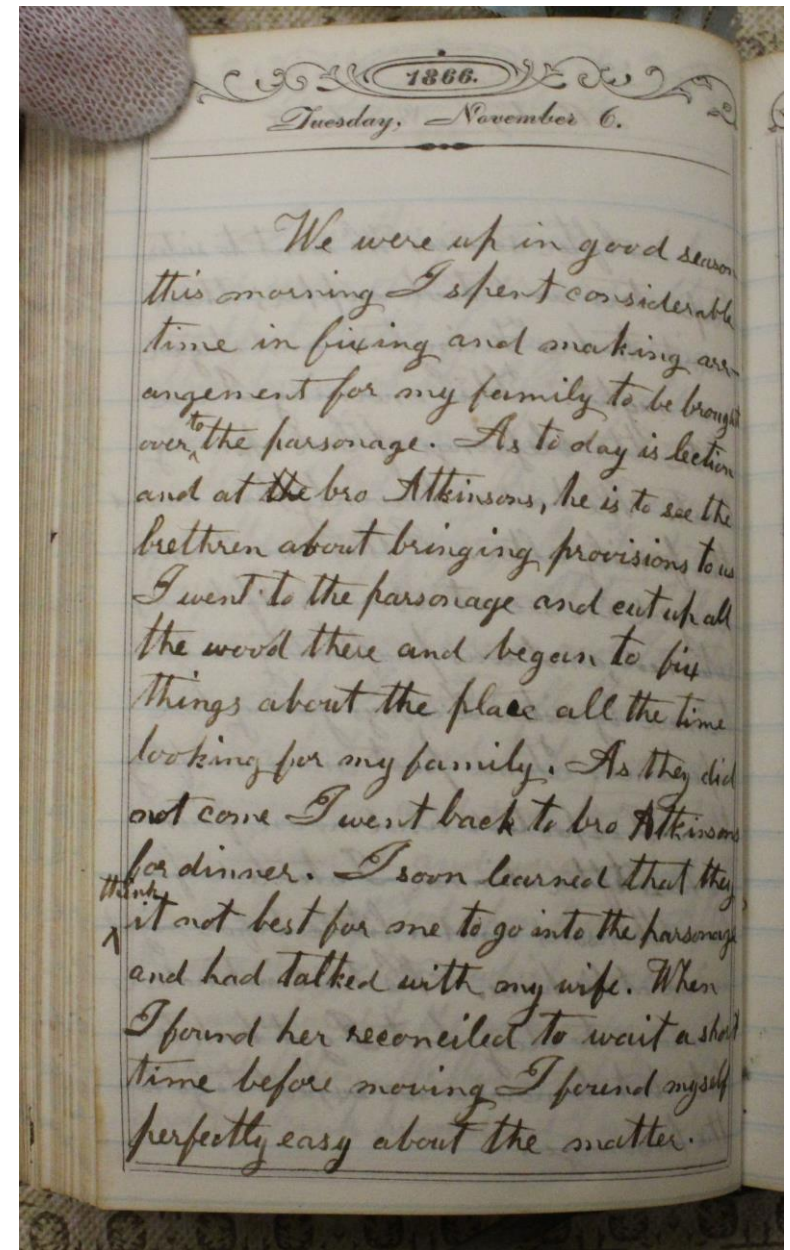 1866.
Tuesday, November 6.
We were up in good season
this morning I spent considerable
time in fixing and making arr-
angement for my family to be brought
over to the parsonage. As to day is lection
and at the bro Atkinsons, he is to see the
brethren about bringing provisions to us
I went to the parsonage and cut up all
the wood there and began to fix
things about the place all the time
looking for my family. As they did
not come I went back to bro Atkinsons
for dinner. I soon learned that they
think it not best for me to go into the parsonage
and had talked with my wife. When
I found her reconciled to wait a short
time before moving I found myself
perfectly easy about the matter.